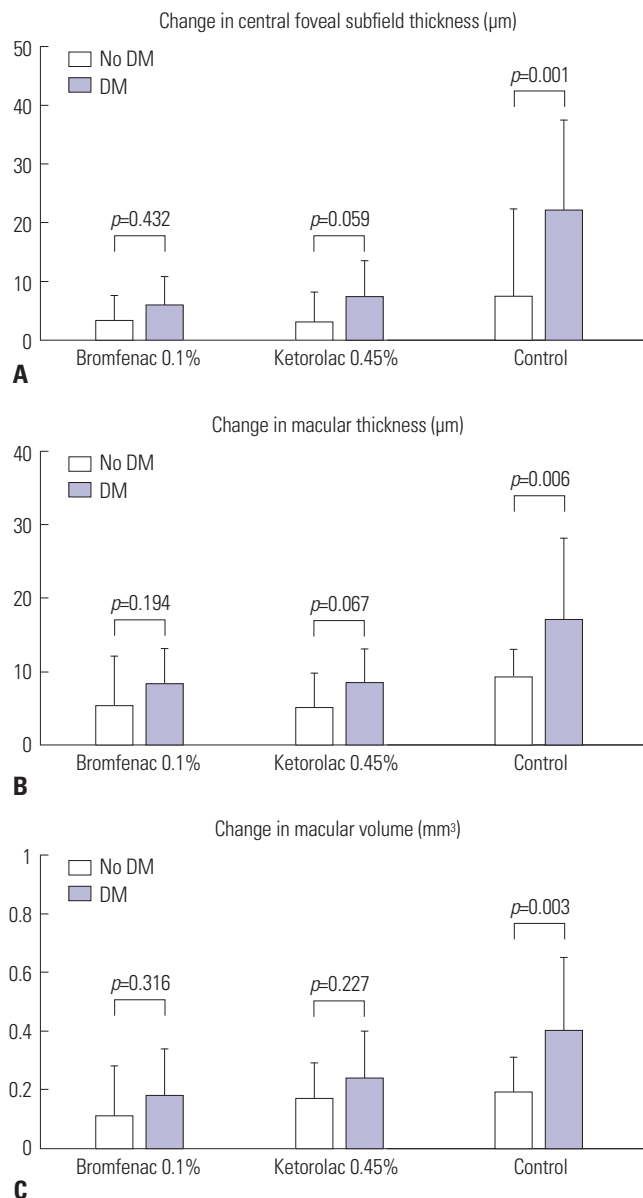 Change in central foveal subfield thickness (µm)
50
No DM
DM
p=0.001
40
30
p=0.432
p=0.059
20
10
0
Bromfenac 0.1%
Ketorolac 0.45%
Control
A
Change in macular thickness (µm)
40
No DM
DM
p=0.006
30
p=0.194
p=0.067
20
10
0
Bromfenac 0.1%
Ketorolac 0.45%
Control
B
Change in macular volume (mm³)
1
No DM
DM
0.8
p=0.003
0.6
p=0.316
p=0.227
0.4
0.2
0
Bromfenac 0.1%
Ketorolac 0.45%
Control
C